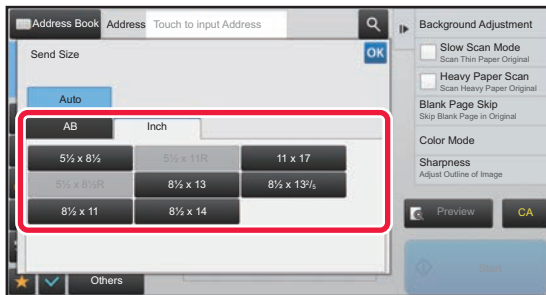 Address Book
Address
Touch to input Address
Send Size
OK
Auto
AB
Inch
5½ x 8½
5½ x 11R
11 x 17
5½ x 8½R
8½ x 13
8½ x 13²/₅
8½ x 11
8½ x 14
Others
Background Adjustment
Slow Scan Mode
Scan Thin Paper Original
Heavy Paper Scan
Scan Heavy Paper Original
Blank Page Skip
Skip Blank Page in Original
Color Mode
Sharpness
Adjust Outline of Image
Preview
CA
Start